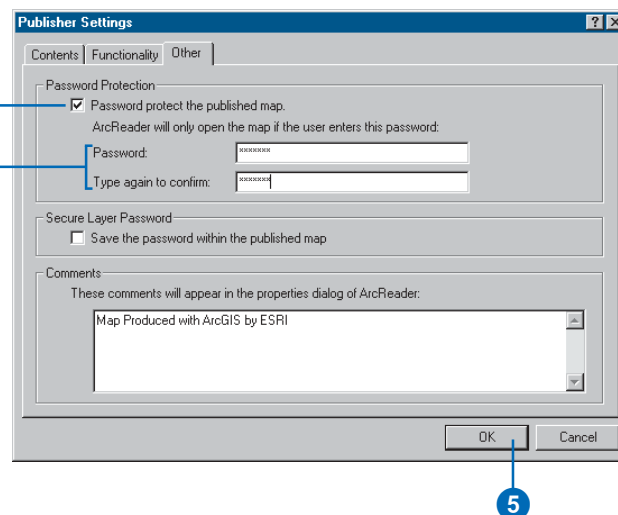 Publisher Settings
Contents Functionality Other
Password Protection
Password protect the published map.
ArcReader will only open the map if the user enters this password:
Password: xxxxxxx
Type again to confirm: xxxxxxx
Secure Layer Password
Save the password within the published map
Comments
These comments will appear in the properties dialog of ArcReader:
Map Produced with ArcGIS by ESRI
OK Cancel
5